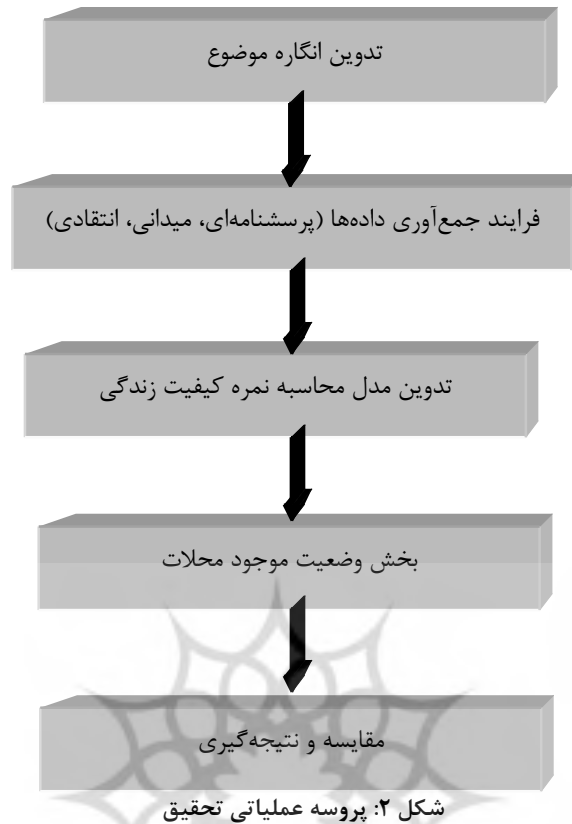 تدوین انگاره موضوع
فرایند جمع‌آوری داده‌ها (پرسشنامه‌ای، میدانی، انتقادی)
تدوین مدل محاسبه نمره کیفیت زندگی
بخش وضعیت موجود محلات
مقایسه و نتیجه‌گیری
شکل ۲: پروسه عملیاتی تحقیق